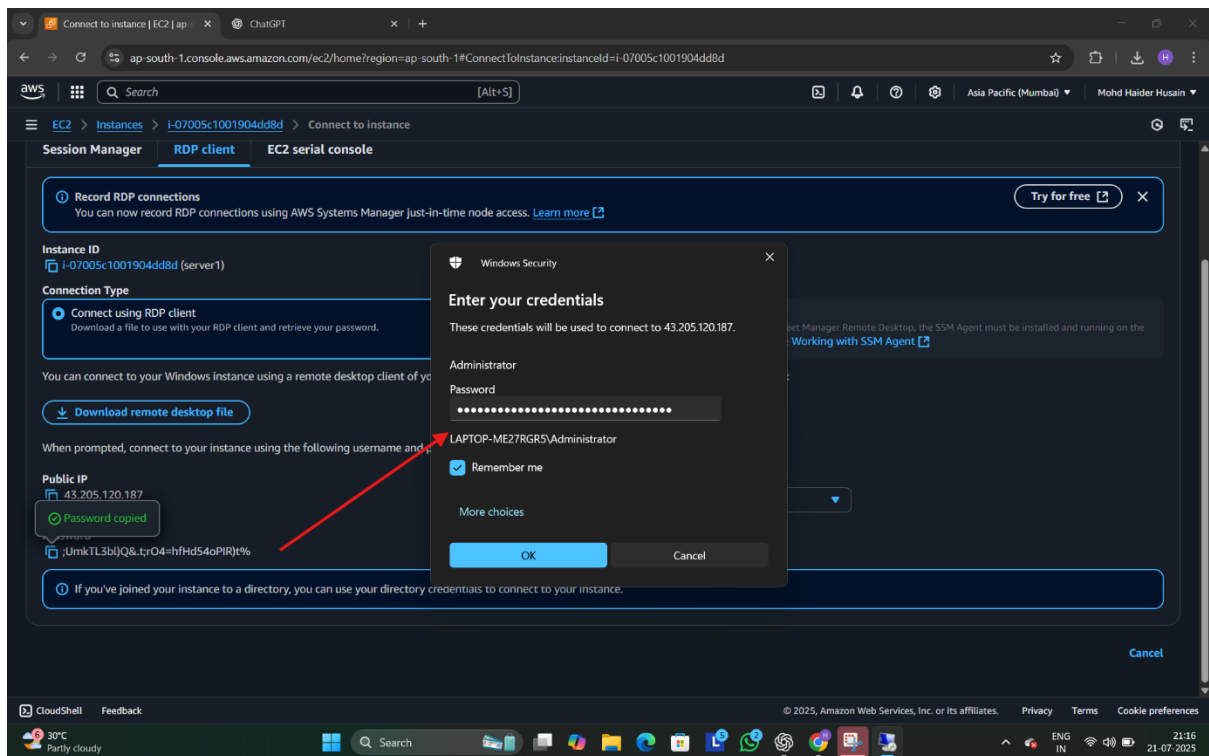 Connect to instance | EC2 | ap-s
ChatGPT
ap-south-1.console.aws.amazon.com/ec2/home?region=ap-south-1#ConnectToInstance:instanceId=i-07005c1001904dd8d
H
aws
Search
[Alt+S]
Asia Pacific (Mumbai)
Mohd Haider Husain
EC2 > Instances > i-07005c1001904dd8d > Connect to instance
Session Manager
RDP client
EC2 serial console
Record RDP connections
You can now record RDP connections using AWS Systems Manager just-in-time node access. Learn more
Try for free
Instance ID
i-07005c1001904dd8d (server1)
Connection Type
Connect using RDP client
Download a file to use with your RDP client and retrieve your password.
eet Manager Remote Desktop, the SSM Agent must be installed and running on the
Working with SSM Agent
You can connect to your Windows instance using a remote desktop client of yo
Download remote desktop file
When prompted, connect to your instance using the following username and p
Public IP
43.205.120.187
Password copied
;UmkTL3bl)Q&.t;rO4=hfHd54oPIR)t%
If you've joined your instance to a directory, you can use your directory credentials to connect to your instance.
Windows Security
Enter your credentials
These credentials will be used to connect to 43.205.120.187.
Administrator
Password
LAPTOP-ME27RGR5\Administrator
Remember me
More choices
OK
Cancel
Cancel
CloudShell
Feedback
© 2025, Amazon Web Services, Inc. or its affiliates.
Privacy
Terms
Cookie preferences
6
30°C
Partly cloudy
Search
ENG
IN
21:16
21-07-2025